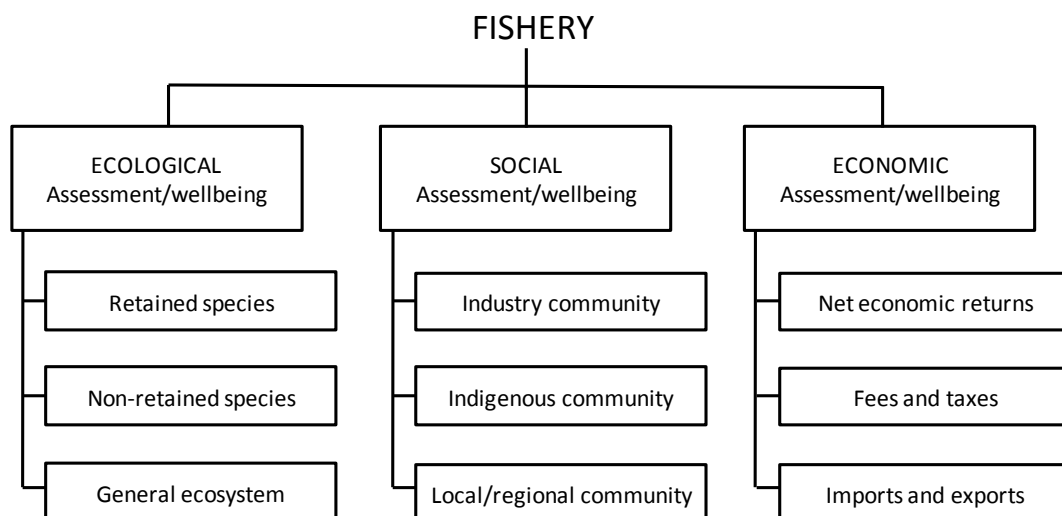 FISHERY
ECOLOGICAL
Assessment/wellbeing
SOCIAL
Assessment/wellbeing
ECONOMIC
Assessment/wellbeing
Retained species
Industry community
Net economic returns
Non-retained species
Indigenous community
Fees and taxes
General ecosystem
Local/regional community
Imports and exports